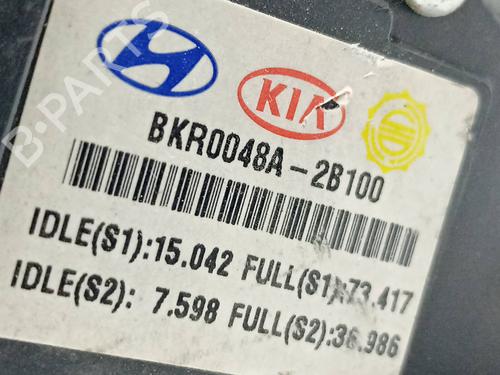 B-PARTS
KIA
BKR0048A-2B100
IDLE(S1):15.042 FULL(S1):73.417
IDLE(S2): 7.598 FULL(S2):36.986